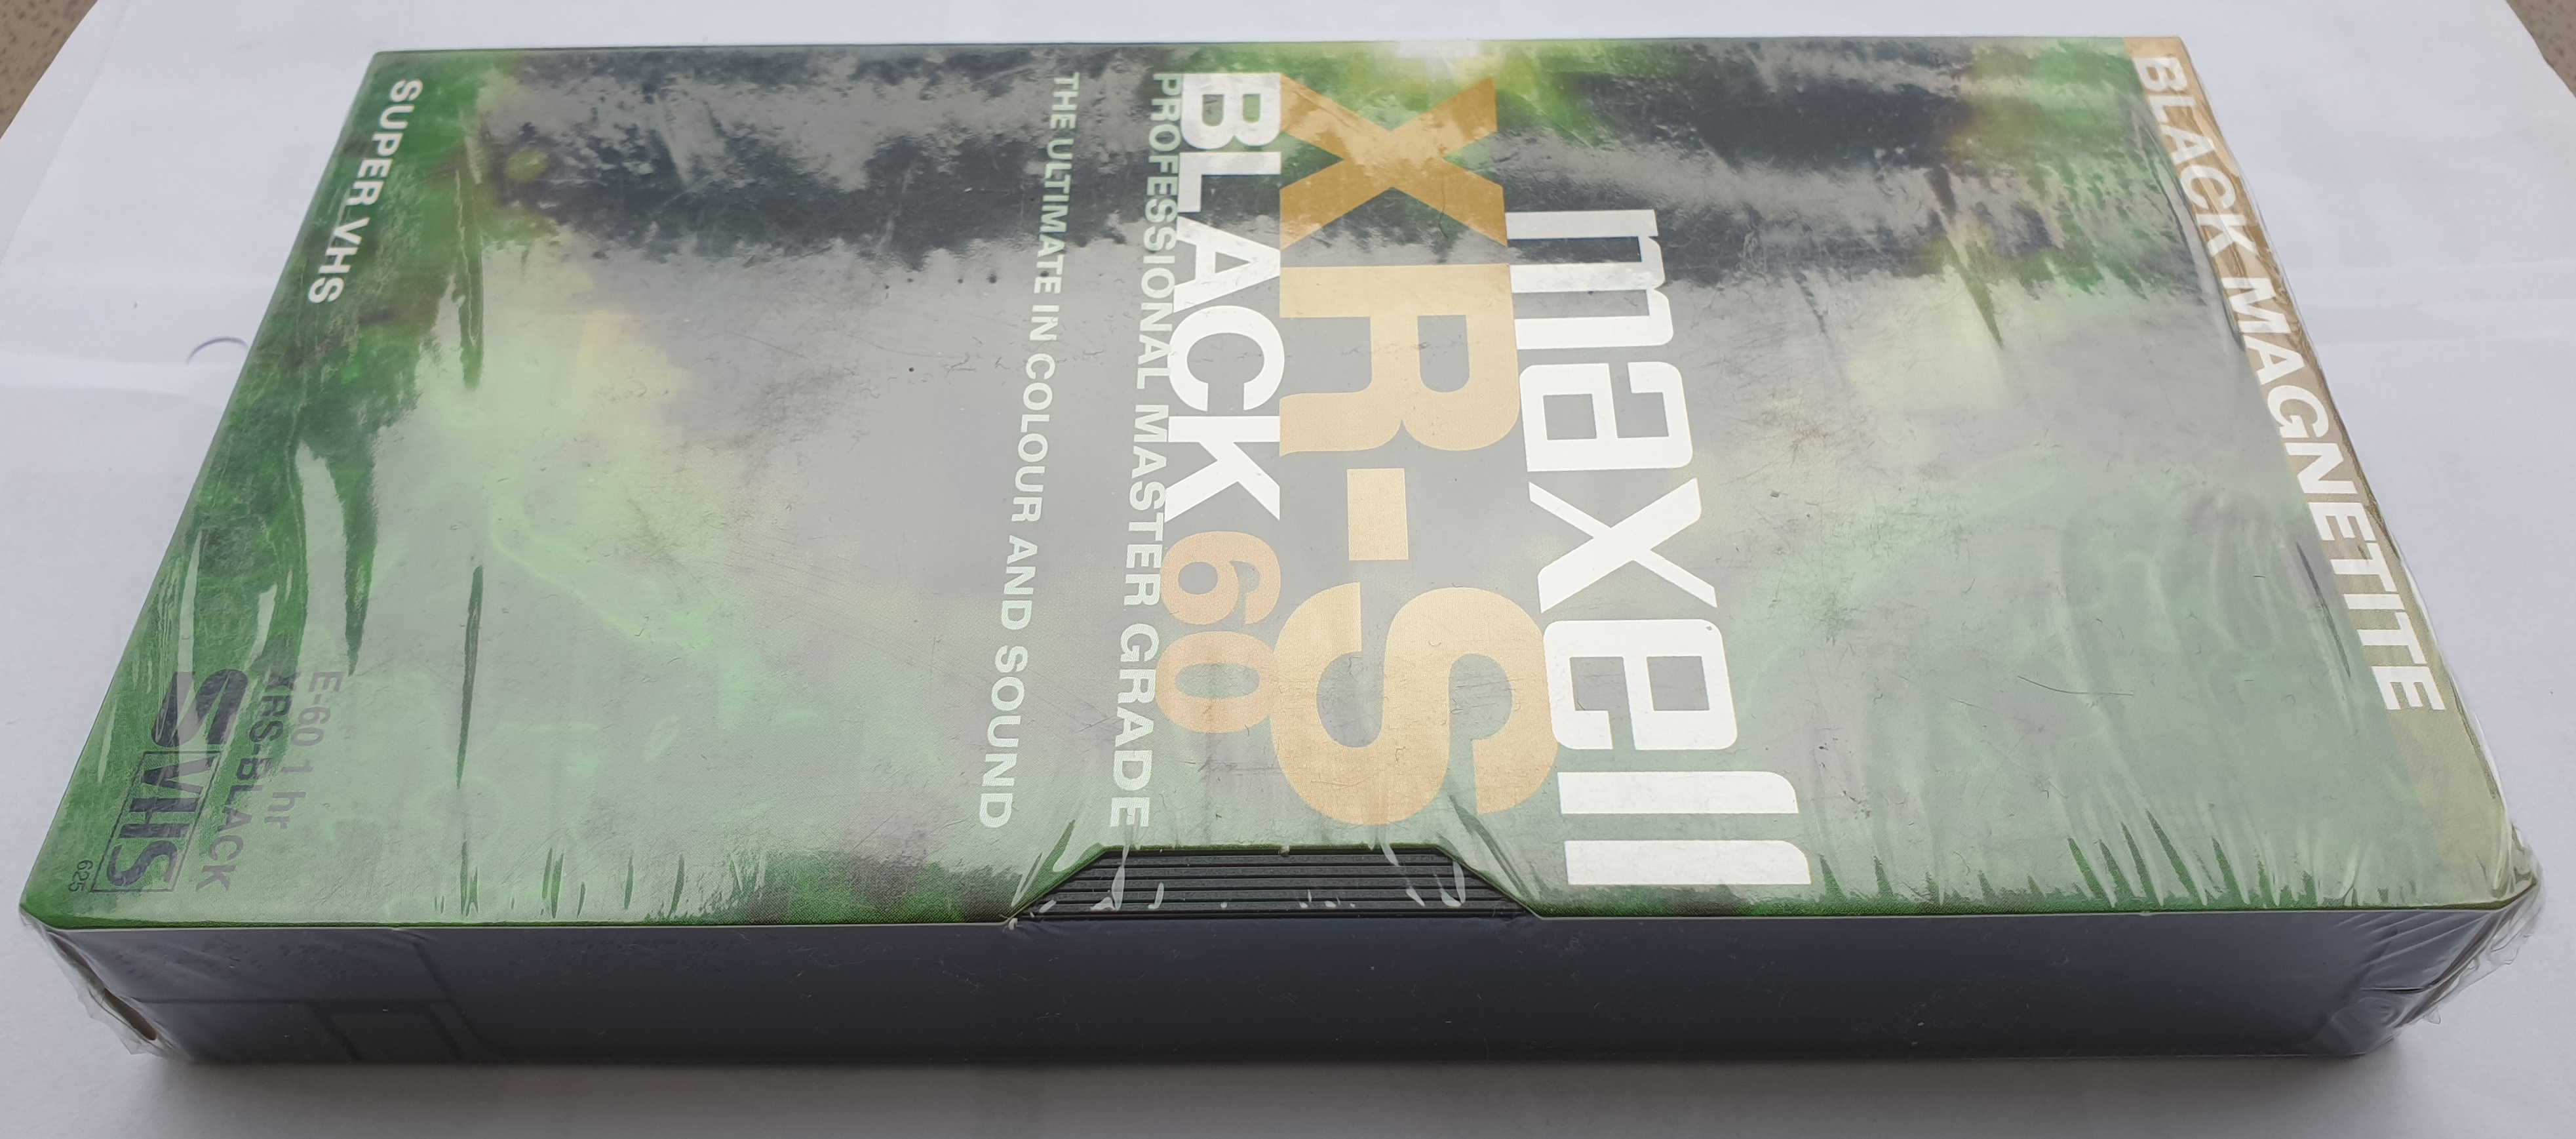 BLACK MAGNETITE
maxell
XR-S
BLACK 60
PROFESSIONAL MASTER GRADE
THE ULTIMATE IN COLOUR AND SOUND
SUPER VHS
E-60 1 hr
XRS-BLACK
SVHS
625